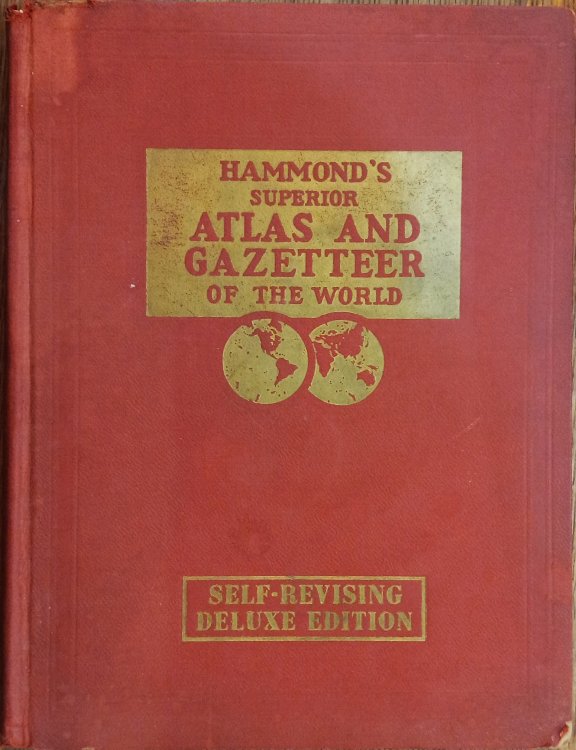 HAMMOND'S
SUPERIOR
ATLAS AND
GAZETTEER
OF THE WORLD
SELF-REVISING
DELUXE EDITION